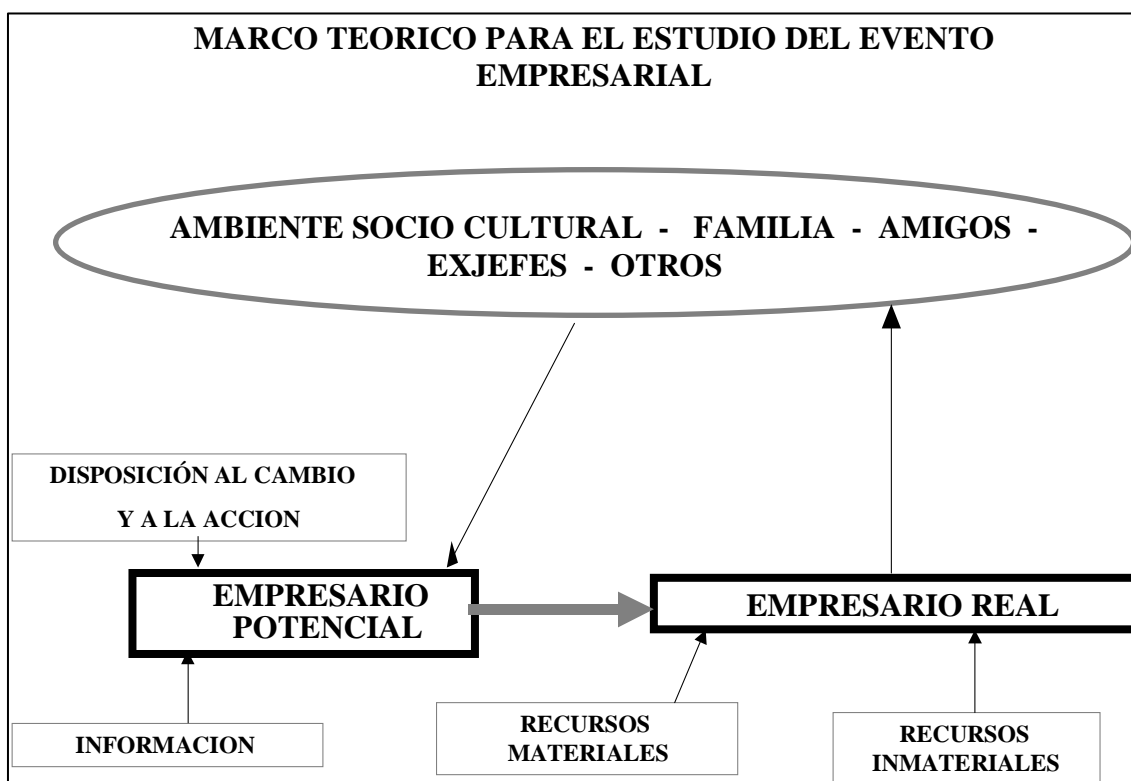 MARCO TEORICO PARA EL ESTUDIO DEL EVENTO
EMPRESARIAL
AMBIENTE SOCIO CULTURAL - FAMILIA - AMIGOS -
EXJEFES - OTROS
DISPOSICIÓN AL CAMBIO
Y A LA ACCION
EMPRESARIO
POTENCIAL
EMPRESARIO REAL
INFORMACION
RECURSOS
MATERIALES
RECURSOS
INMATERIALES